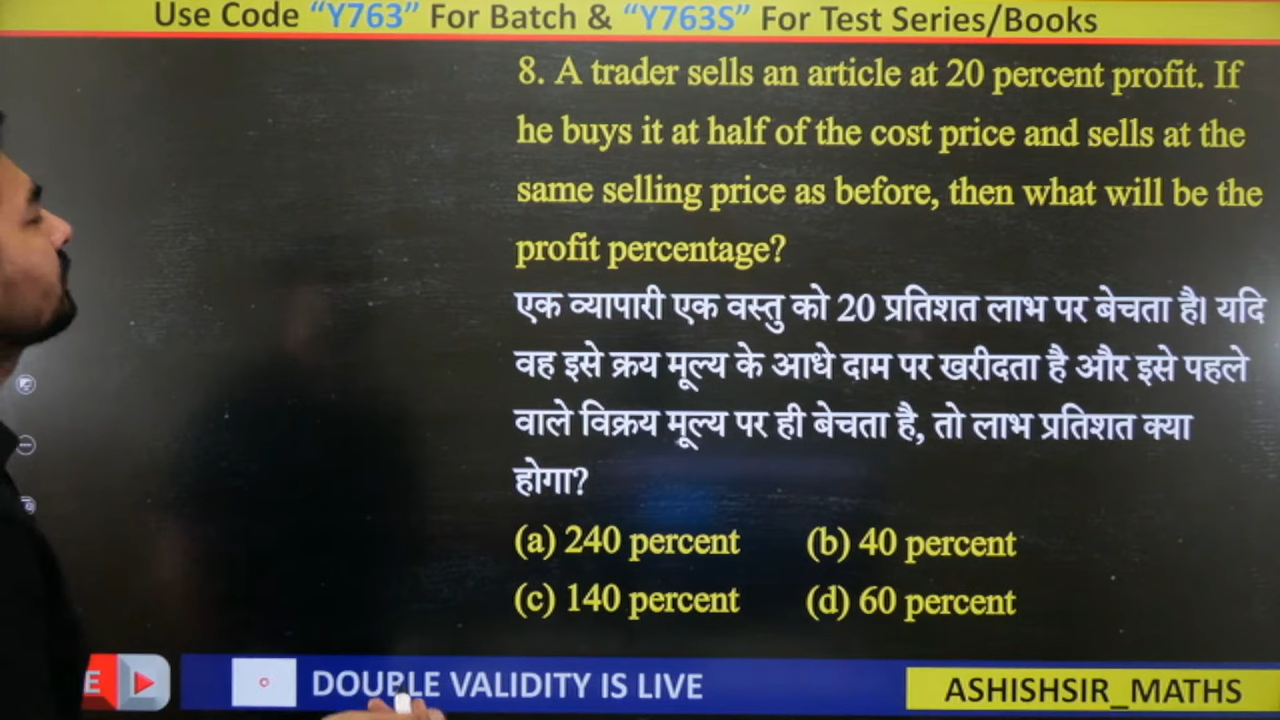 Use Code “Y763” For Batch & “Y763S” For Test Series/Books
8. A trader sells an article at 20 percent profit. If
he buys it at half of the cost price and sells at the
same selling price as before, then what will be the
profit percentage?
एक व्यापारी एक वस्तु को 20 प्रतिशत लाभ पर बेचता है। यदि
वह इसे क्रय मूल्य के आधे दाम पर खरीदता है और इसे पहले
वाले विक्रय मूल्य पर ही बेचता है, तो लाभ प्रतिशत क्या
होगा?
(a) 240 percent (b) 40 percent
(c) 140 percent (d) 60 percent
E
DOUBLE VALIDITY IS LIVE
ASHISHSIR_MATHS